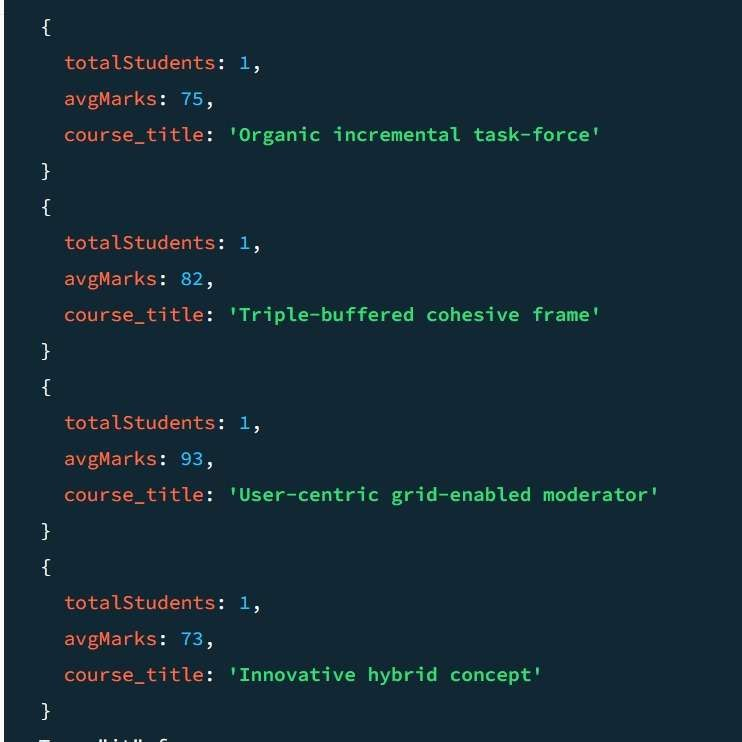 {
totalStudents: 1,
avgMarks: 75,
course_title: 'Organic incremental task-force'
}
{
totalStudents: 1,
avgMarks: 82,
course_title: 'Triple-buffered cohesive frame'
}
{
totalStudents: 1,
avgMarks: 93,
course_title: 'User-centric grid-enabled moderator'
}
{
totalStudents: 1,
avgMarks: 73,
course_title: 'Innovative hybrid concept'
}